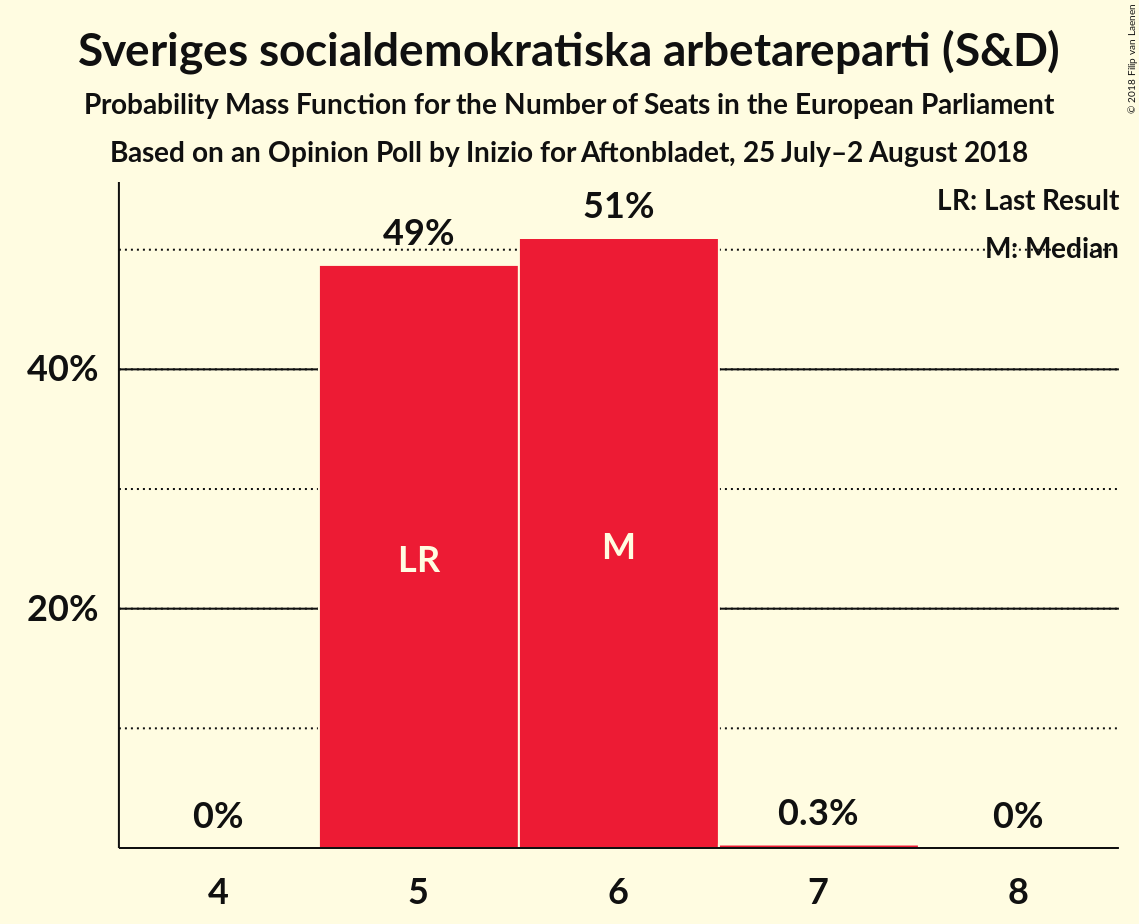 Sveriges socialdemokratiska arbetareparti (S&D)
Probability Mass Function for the Number of Seats in the European Parliament
Based on an Opinion Poll by Inizio for Aftonbladet, 25 July–2 August 2018
© 2018 Filip van Laenen
LR: Last Result
M: Median
51%
49%
40%
LR
M
20%
0%
0.3%
0%
4
5
6
7
8